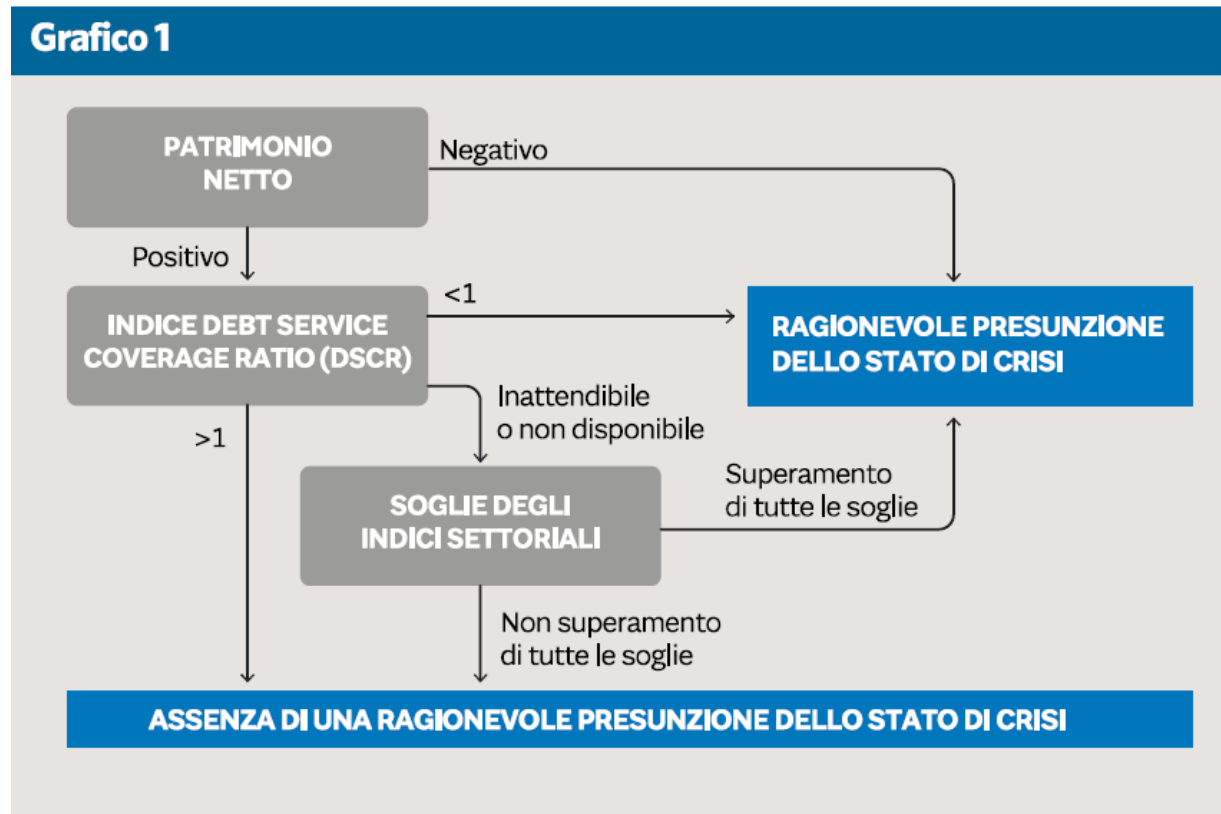 Grafico 1
PATRIMONIO
NETTO
Negativo
Positivo
INDICE DEBT SERVICE
COVERAGE RATIO (DSCR)
<1
RAGIONEVOLE PRESUNZIONE
DELLO STATO DI CRISI
Inattendibile
o non disponibile
>1
SOGLIE DEGLI
INDICI SETTORIALI
Superamento
di tutte le soglie
Non superamento
di tutte le soglie
ASSENZA DI UNA RAGIONEVOLE PRESUNZIONE DELLO STATO DI CRISI